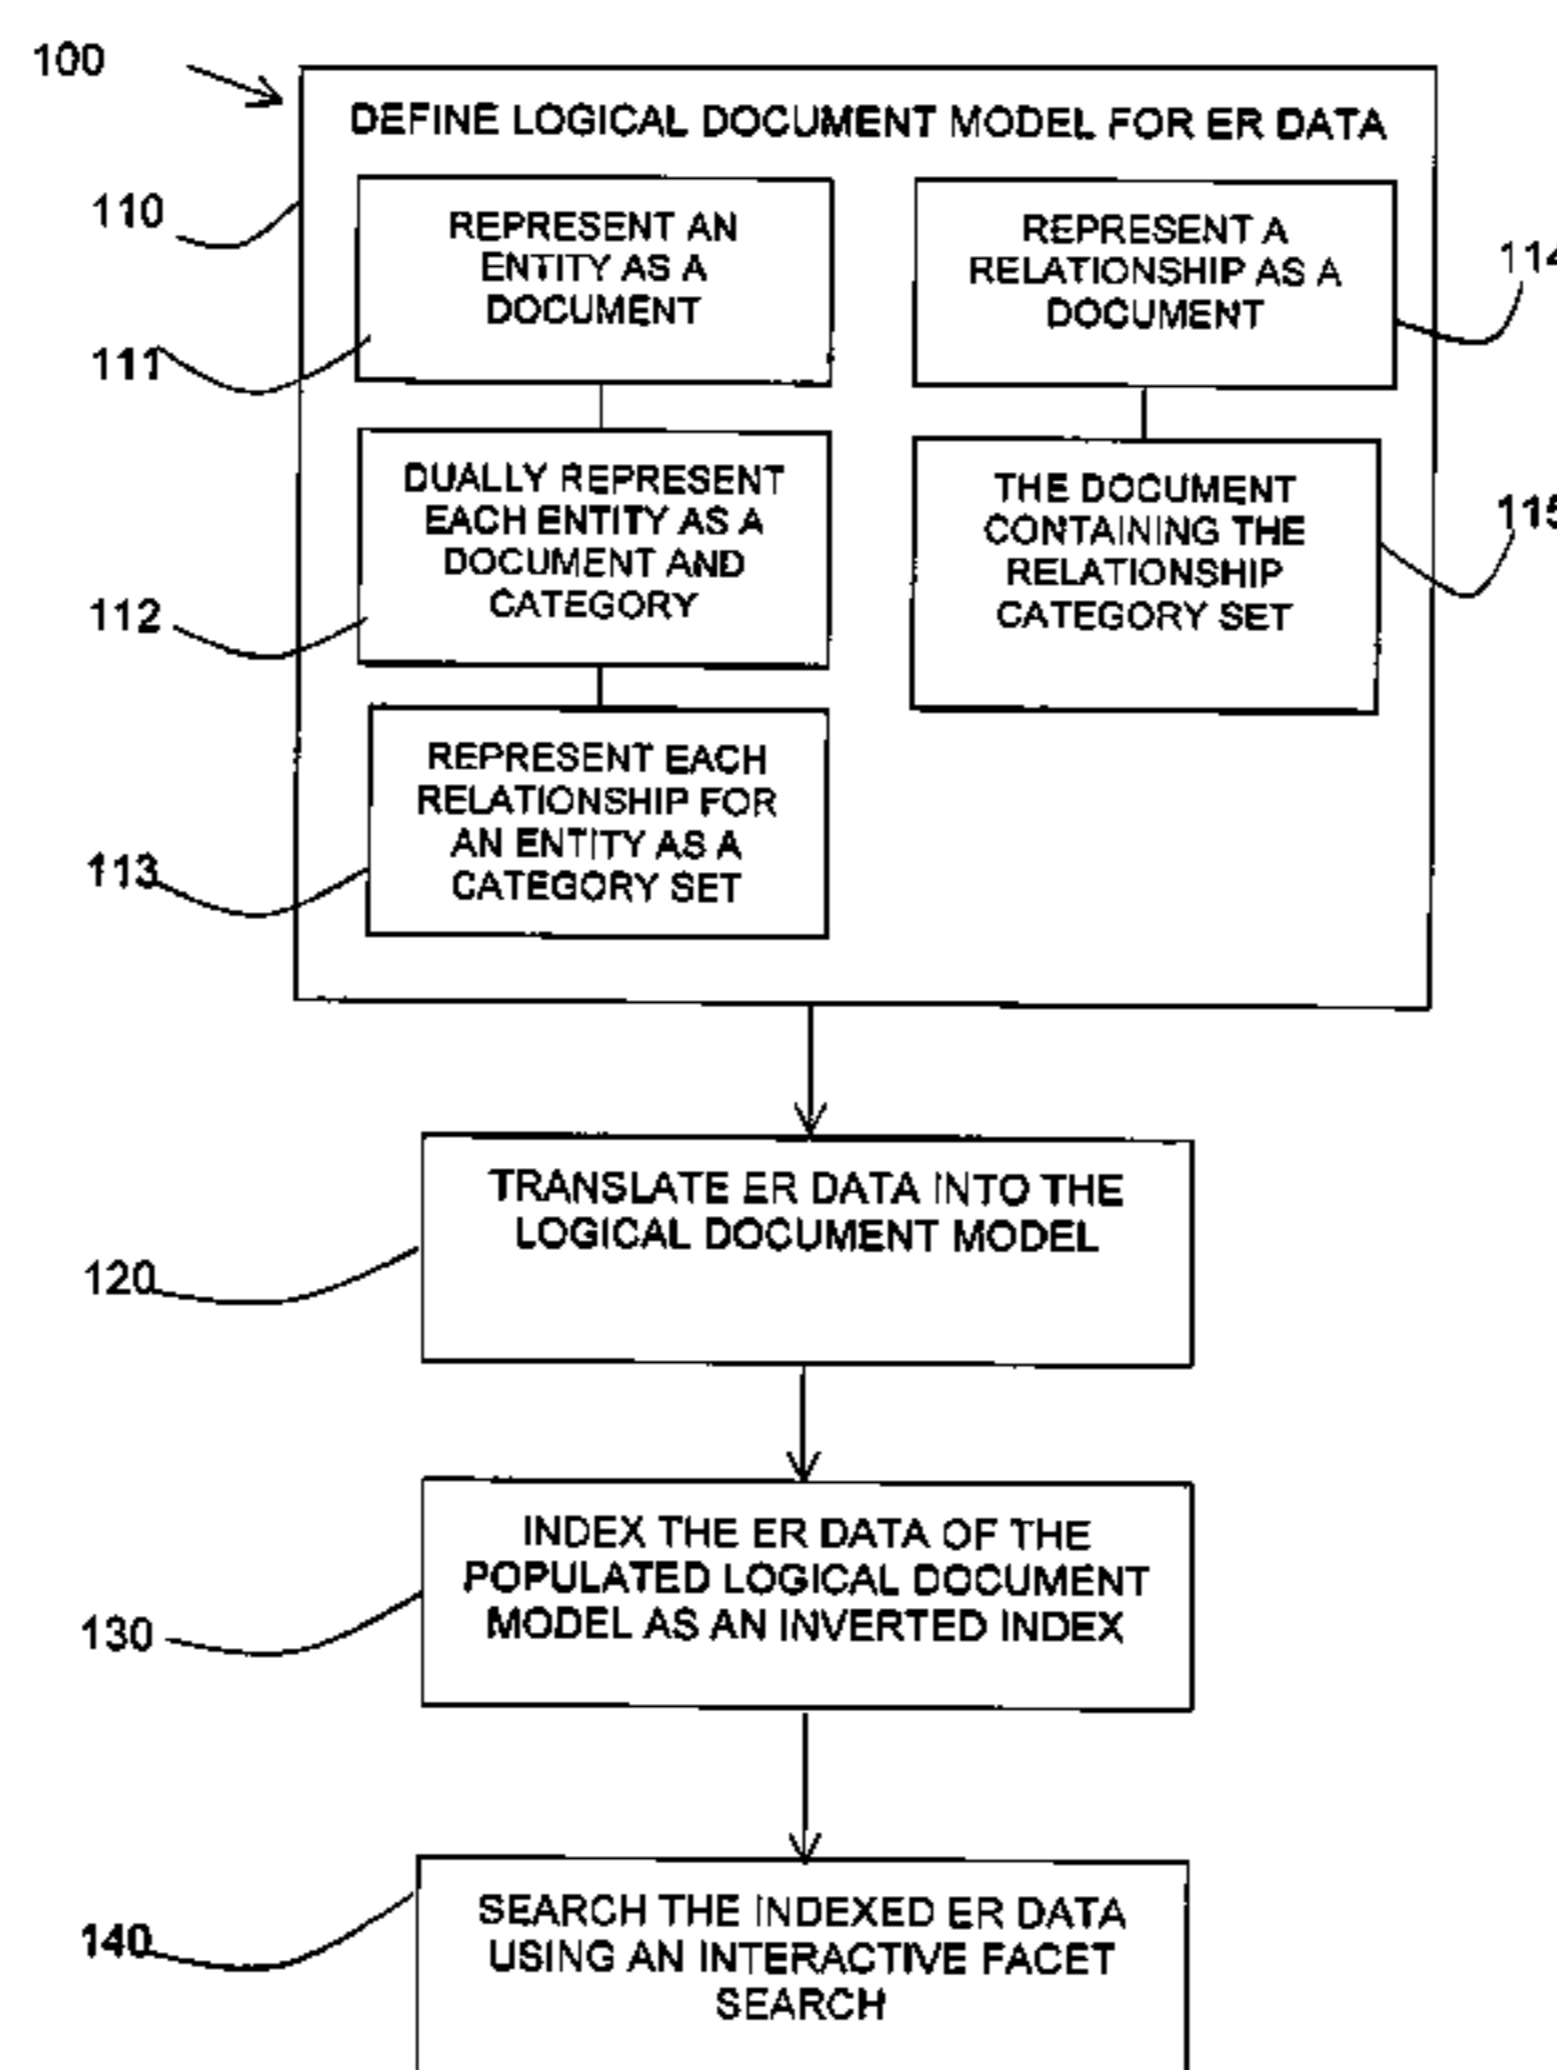 100
DEFINE LOGICAL DOCUMENT MODEL FOR ER DATA
110
REPRESENT AN
ENTITY AS A
DOCUMENT
111
REPRESENT A
RELATIONSHIP AS A
DOCUMENT
114
DUALLY REPRESENT
EACH ENTITY AS A
DOCUMENT AND
CATEGORY
112
THE DOCUMENT
CONTAINING THE
RELATIONSHIP
CATEGORY SET
115
REPRESENT EACH
RELATIONSHIP FOR
AN ENTITY AS A
CATEGORY SET
113
TRANSLATE ER DATA INTO THE
LOGICAL DOCUMENT MODEL
120
INDEX THE ER DATA OF THE
POPULATED LOGICAL DOCUMENT
MODEL AS AN INVERTED INDEX
130
SEARCH THE INDEXED ER DATA
USING AN INTERACTIVE FACET
SEARCH
140